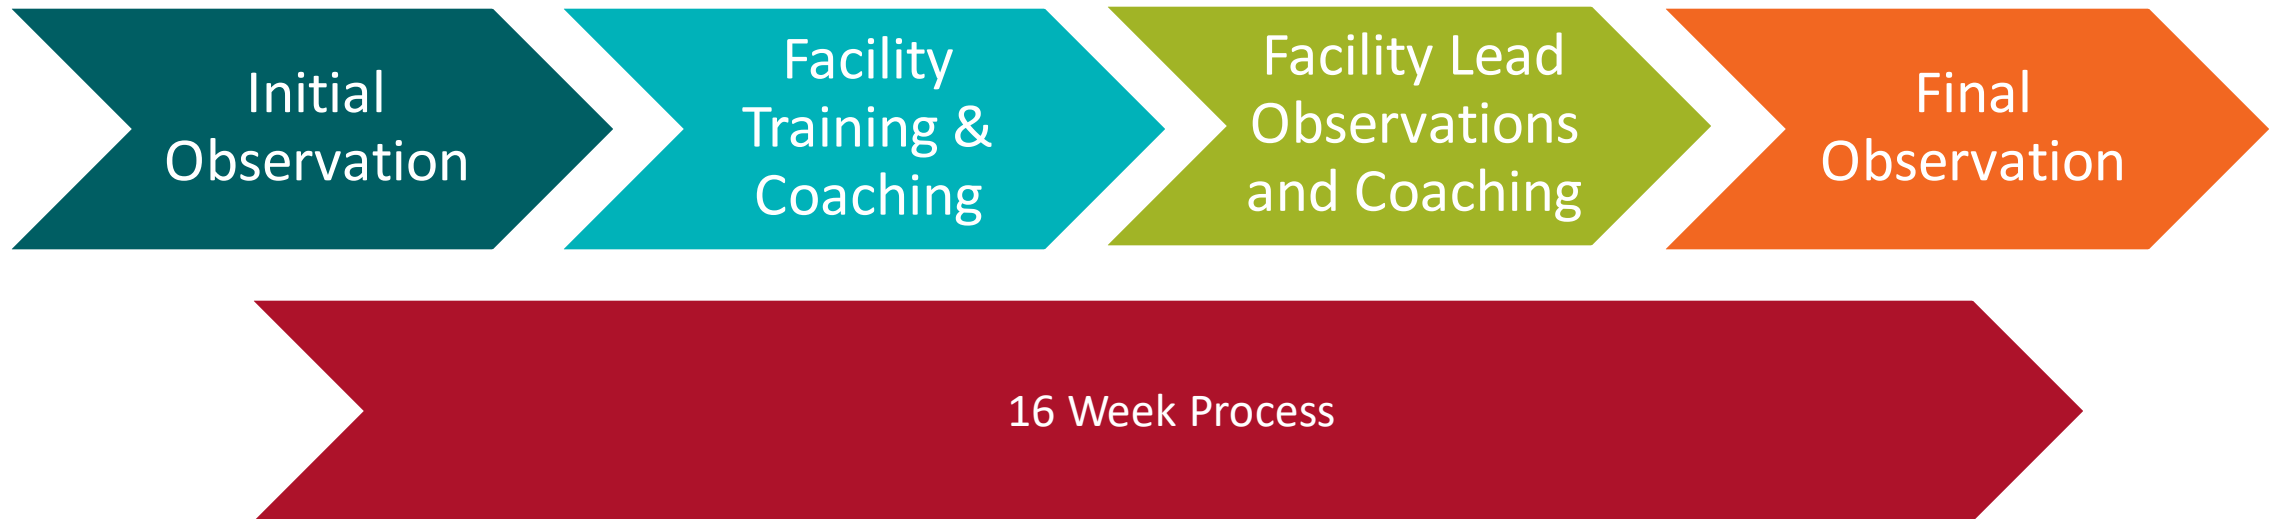 Initial
Observation
Facility
Training &
Coaching
Facility Lead
Observations
and Coaching
Final
Observation
16 Week Process